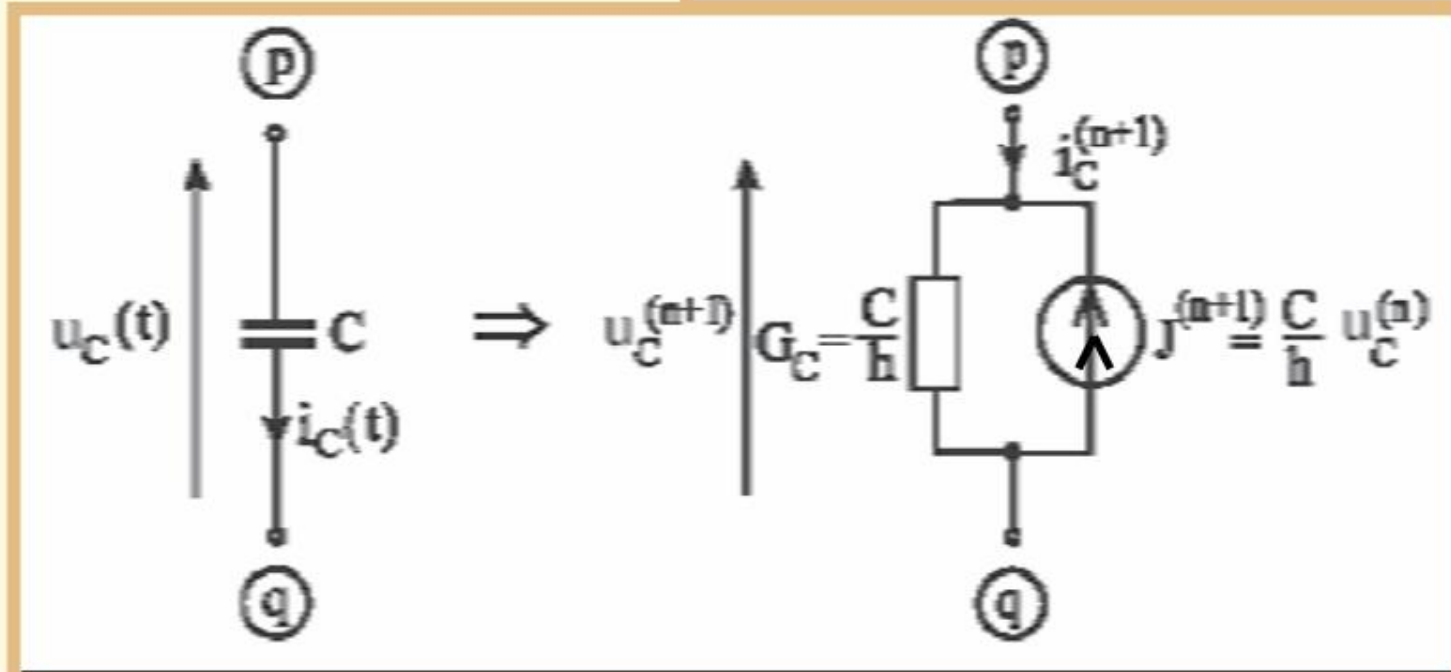 p
p
i_C^(n+1)
u_C(t)
C
⇒
u_C^(n+1)
G_C = C/h
J^(n+1) = C/h u_C^(n)
i_C(t)
q
q